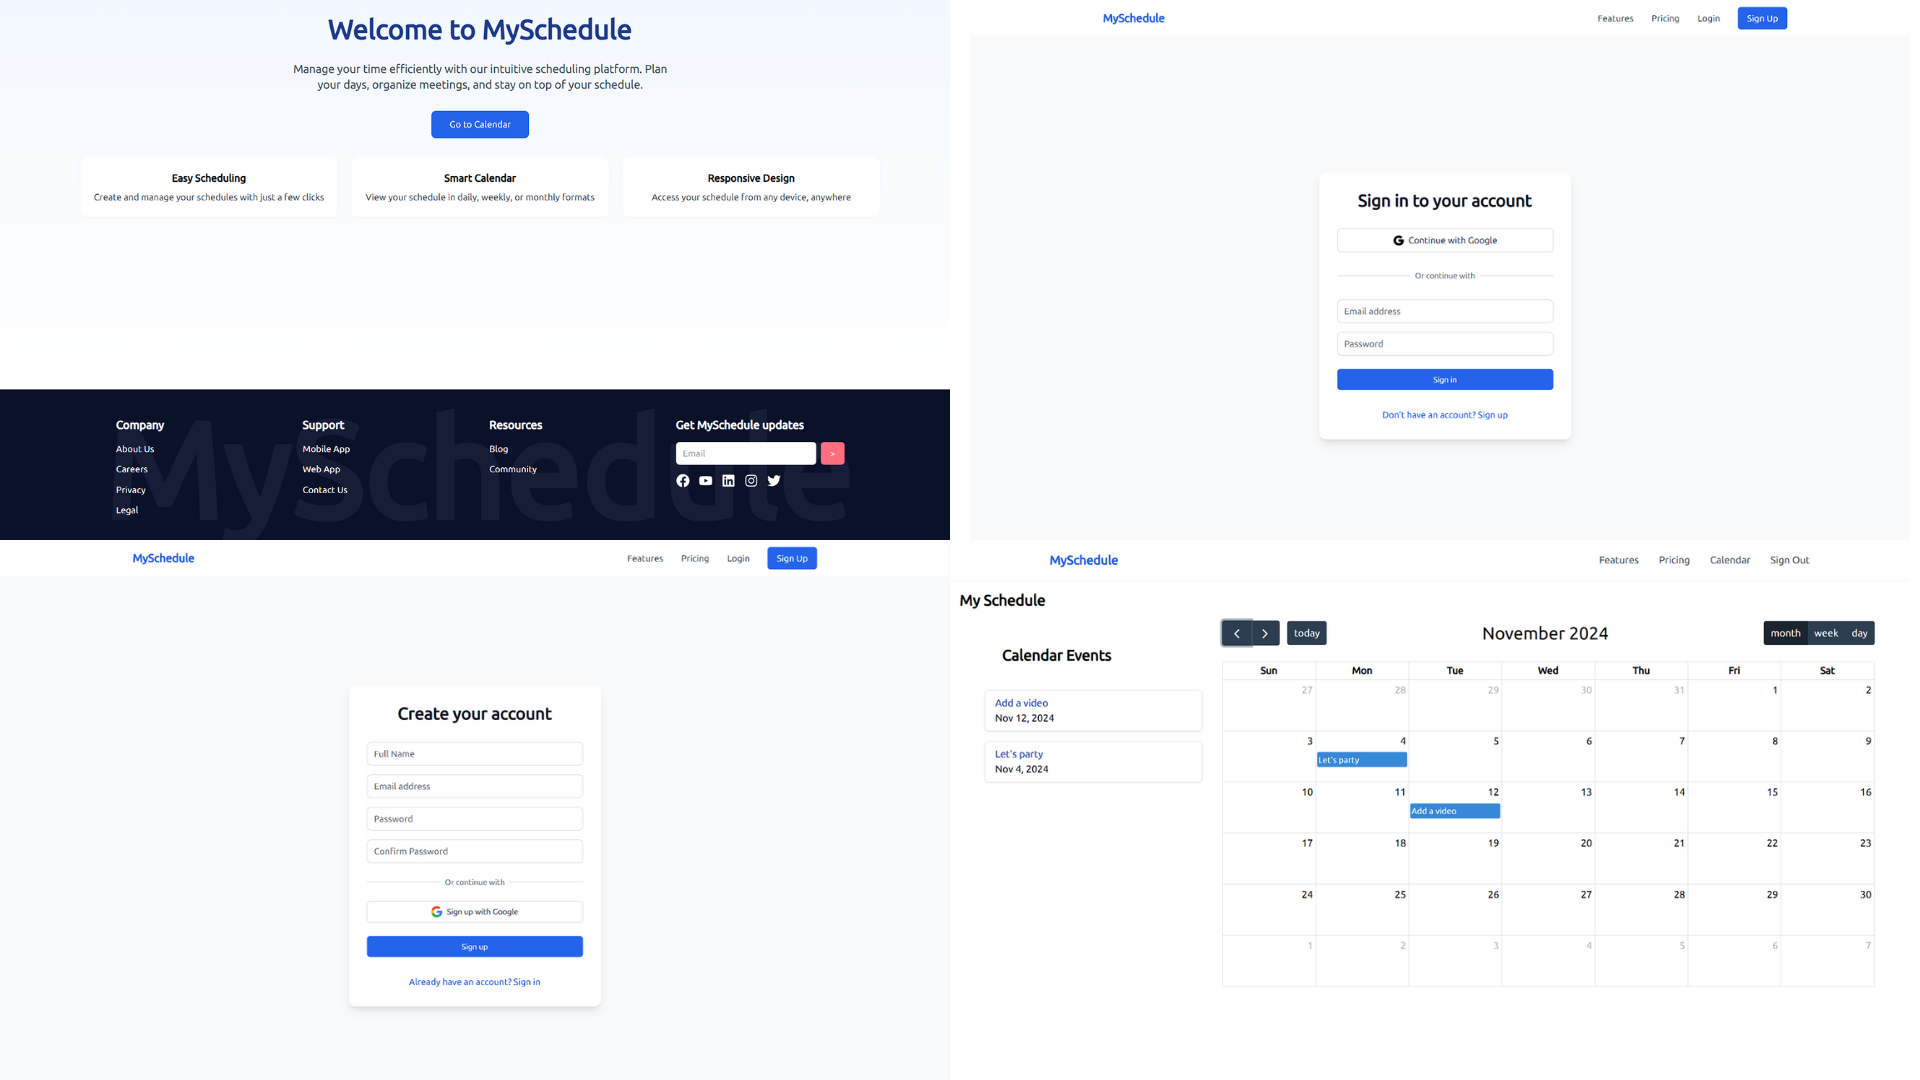 Welcome to MySchedule
Manage your time efficiently with our intuitive scheduling platform. Plan
your days, organize meetings, and stay on top of your schedule.
Go to Calendar
Easy Scheduling
Create and manage your schedules with just a few clicks
Smart Calendar
View your schedule in daily, weekly, or monthly formats
Responsive Design
Access your schedule from any device, anywhere
MySchedule
Company
About Us
Careers
Privacy
Legal
Support
Mobile App
Web App
Contact Us
Resources
Blog
Community
Get MySchedule updates
Email
>
MySchedule
Features Pricing Login Sign Up
Sign in to your account
Continue with Google
Or continue with
Email address
Password
Sign in
Don't have an account? Sign up
MySchedule
Features Pricing Login Sign Up
Create your account
Full Name
Email address
Password
Confirm Password
Or continue with
Sign up with Google
Sign up
Already have an account? Sign in
MySchedule
Features Pricing Calendar Sign Out
My Schedule
Calendar Events
Add a video
Nov 12, 2024
Let's party
Nov 4, 2024
< > today
November 2024
month week day
Sun Mon Tue Wed Thu Fri Sat
27 28 29 30 31 1 2
3 4 5 6 7 8 9
Let's party
10 11 12 13 14 15 16
Add a video
17 18 19 20 21 22 23
24 25 26 27 28 29 30
1 2 3 4 5 6 7